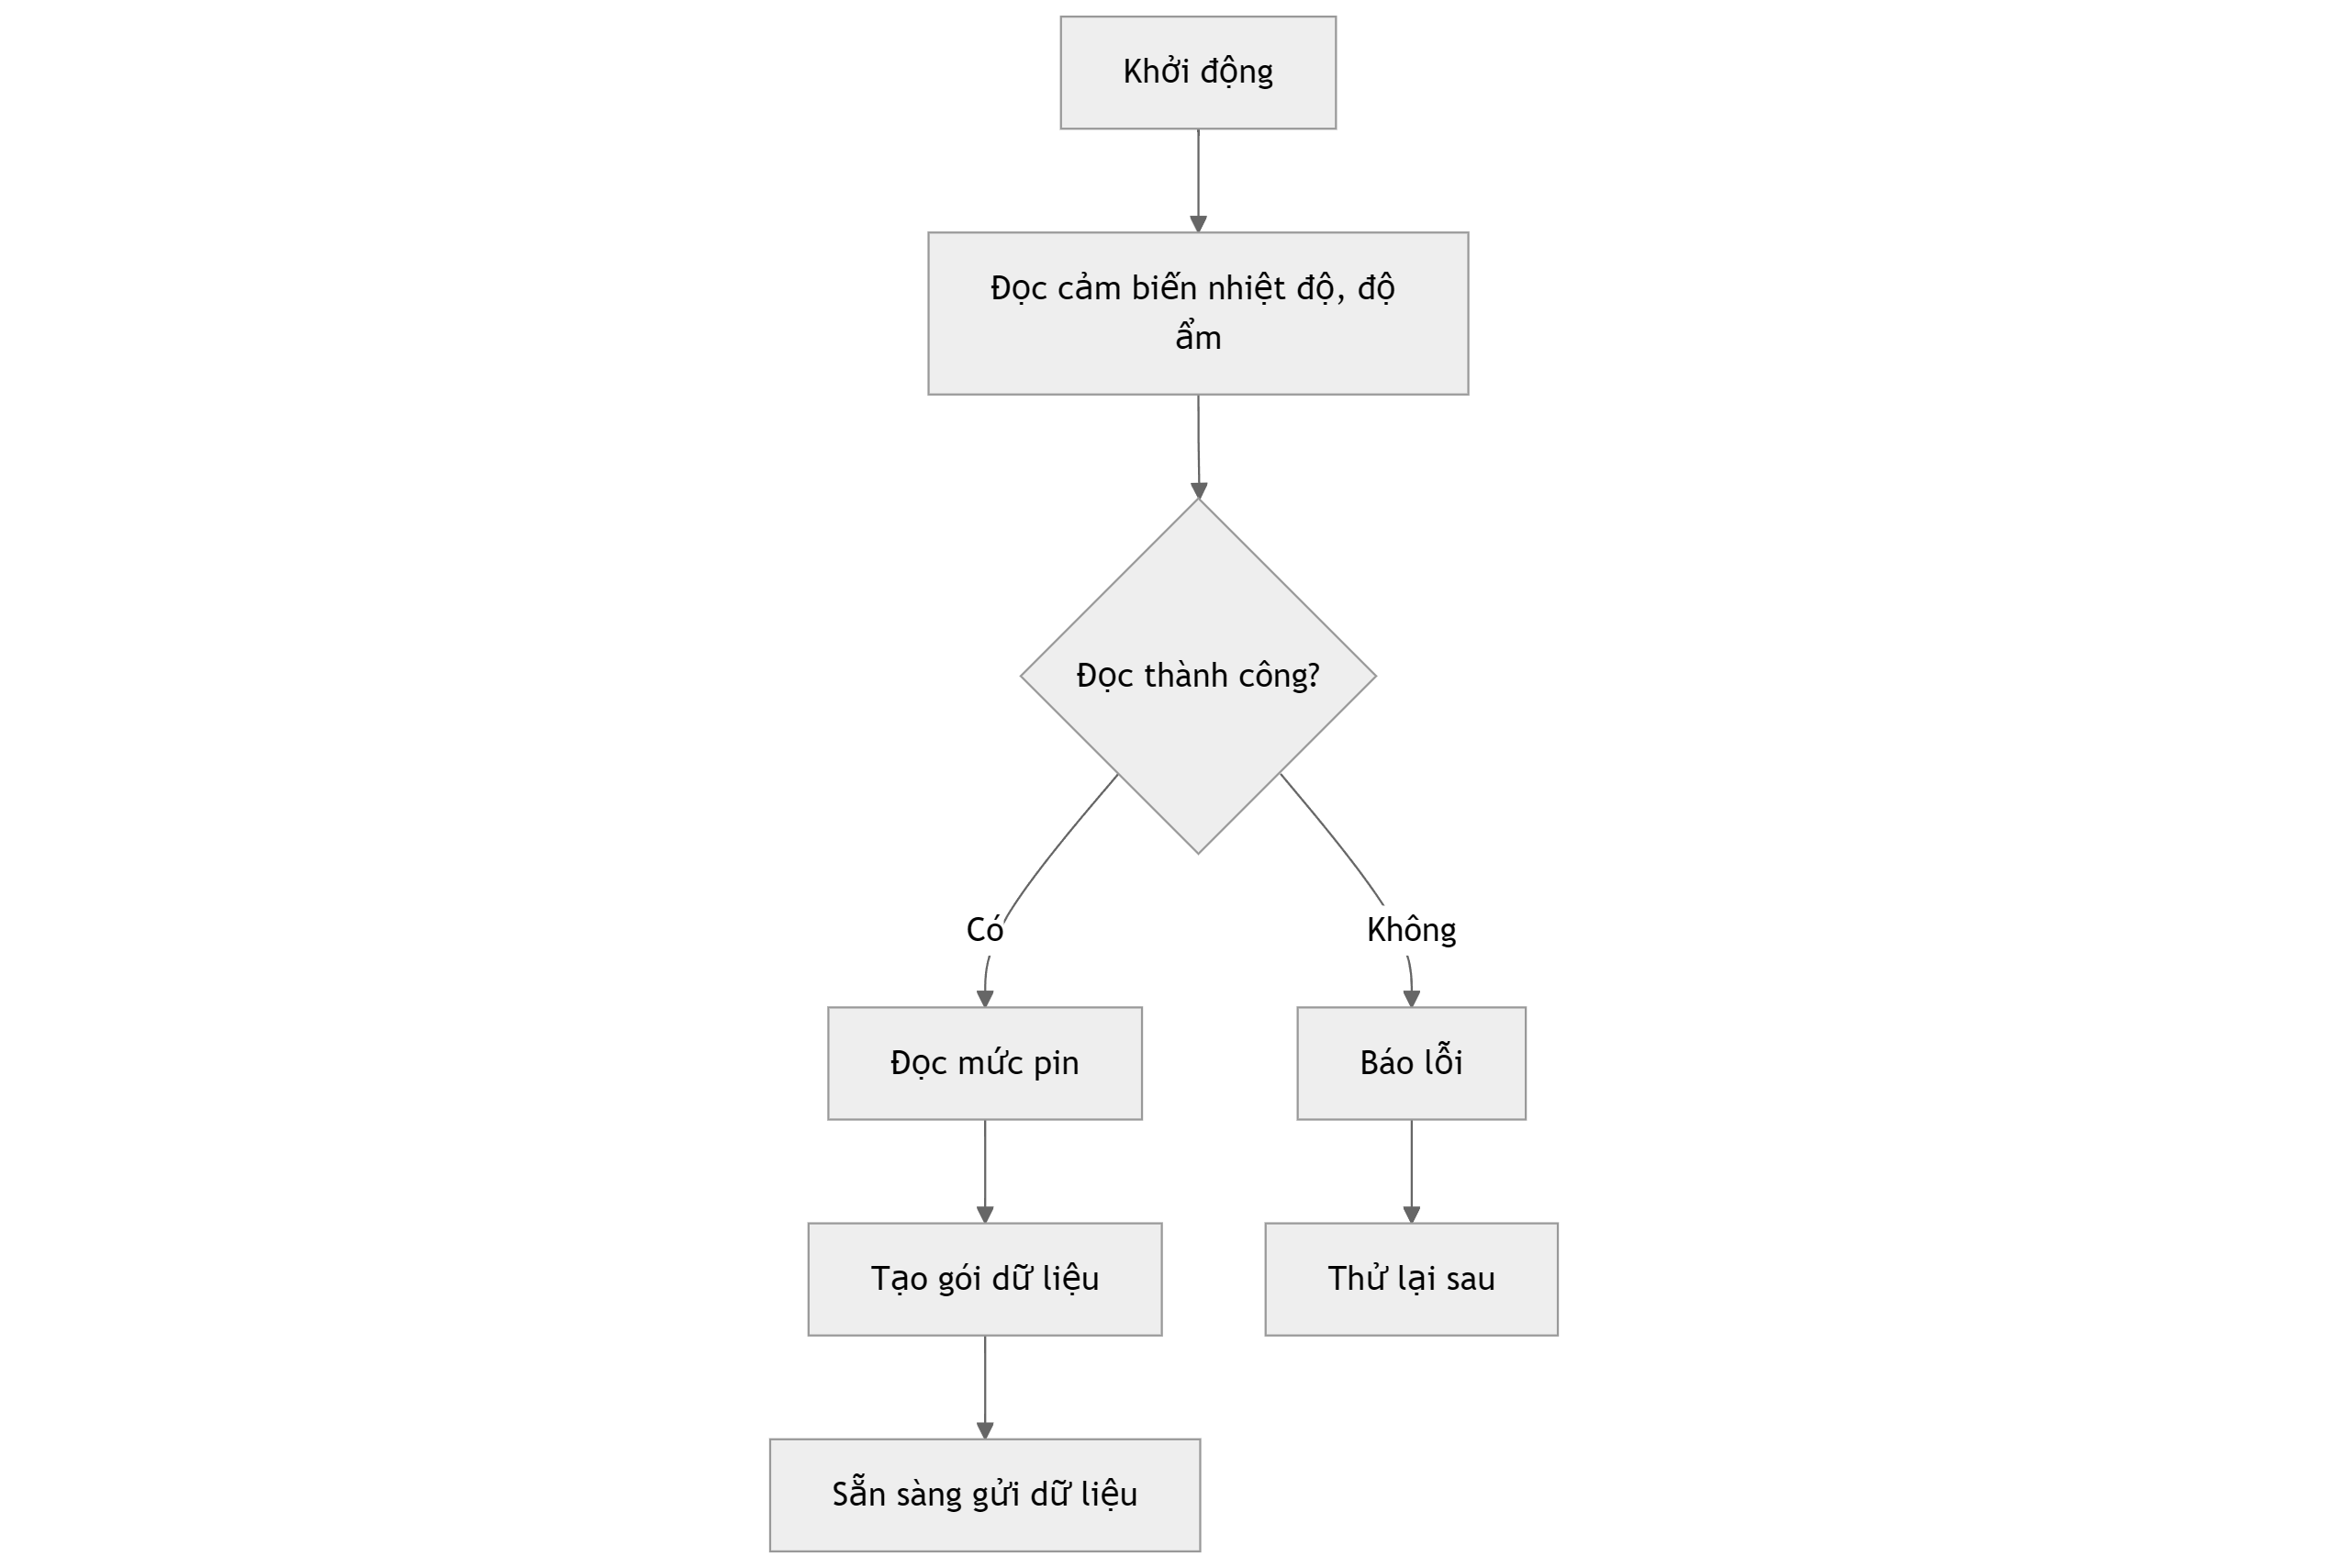 Khởi động
Đọc cảm biến nhiệt độ, độ
ẩm
Đọc thành công?
Có
Không
Đọc mức pin
Báo lỗi
Tạo gói dữ liệu
Thử lại sau
Sẵn sàng gửi dữ liệu